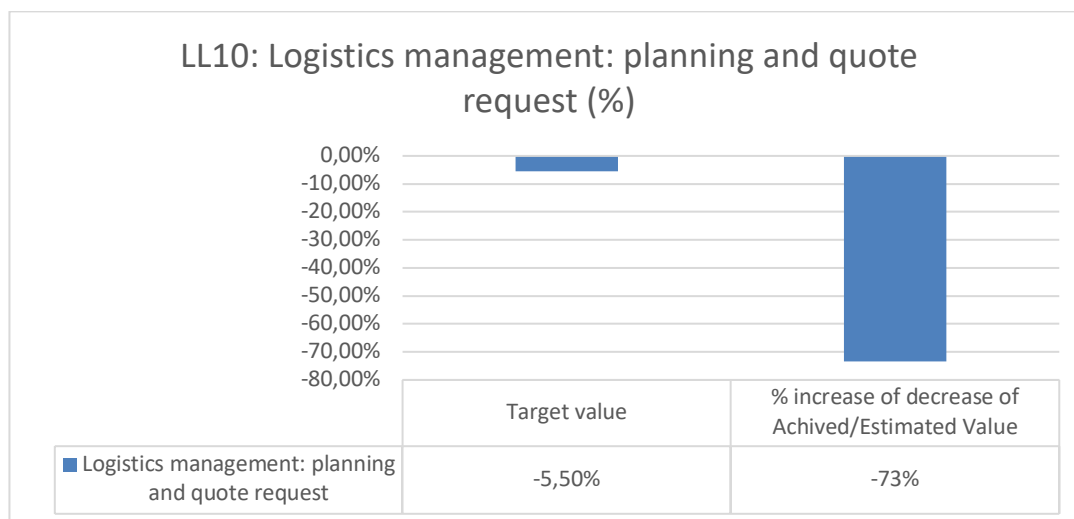 LL10: Logistics management: planning and quote
request (%)
0,00%
-10,00%
-20,00%
-30,00%
-40,00%
-50,00%
-60,00%
-70,00%
-80,00%
Target value
% increase of decrease of
Achived/Estimated Value
Logistics management: planning
and quote request
-5,50%
-73%